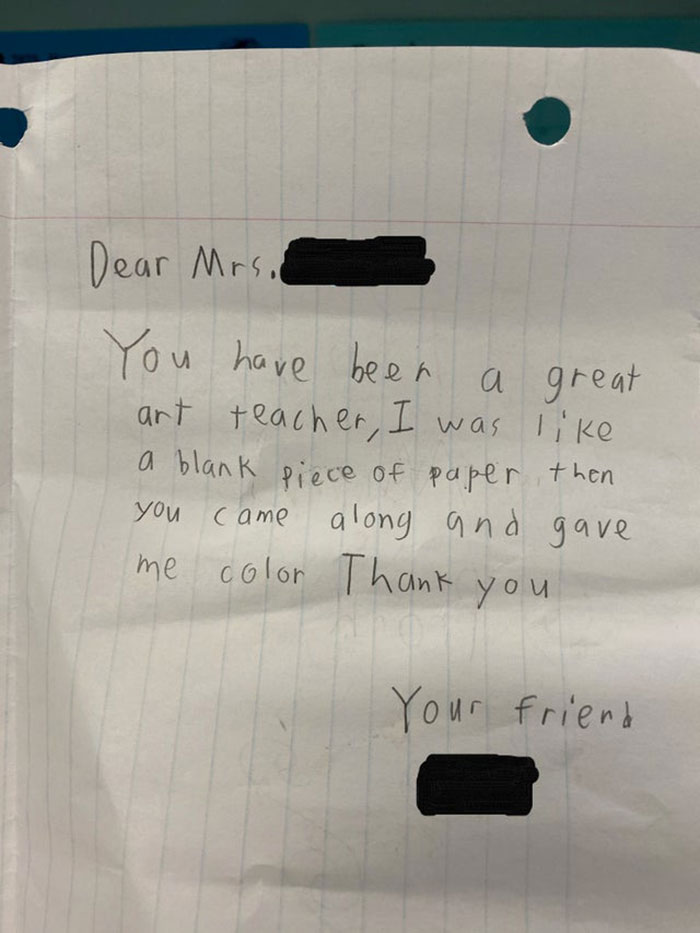 Dear Mrs.
You have been a great
art teacher, I was like
a blank piece of paper then
you came along and gave
me color Thank you
Your friend